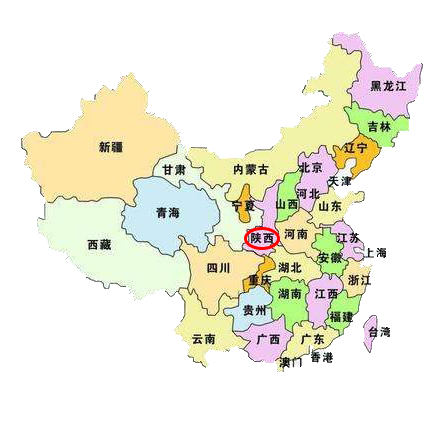 黑龙江
吉林
辽宁
新疆
甘肃
内蒙古
北京
天津
河北
宁夏
山西
山东
青海
陕西
河南
江苏
西藏
上海
安徽
四川
湖北
重庆
浙江
湖南
江西
贵州
福建
云南
广西
广东
台湾
香港
澳门